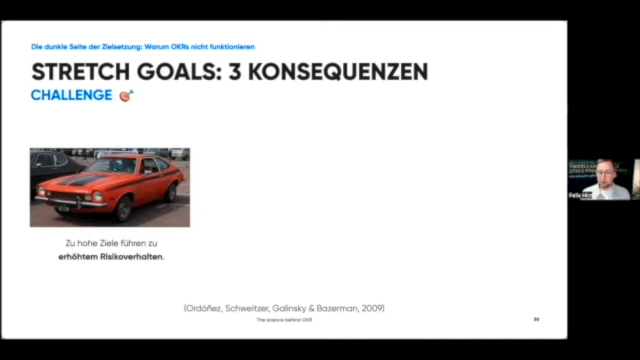 Die dunkle Seite der Zielsetzung: Warum OKRs nicht funktionieren
STRETCH GOALS: 3 KONSEQUENZEN
CHALLENGE
Zu hohe Ziele führen zu
erhöhtem Risikoverhalten.
(Ordóñez, Schweitzer, Galinsky & Bazerman, 2009)
The science behind OKR
Felix